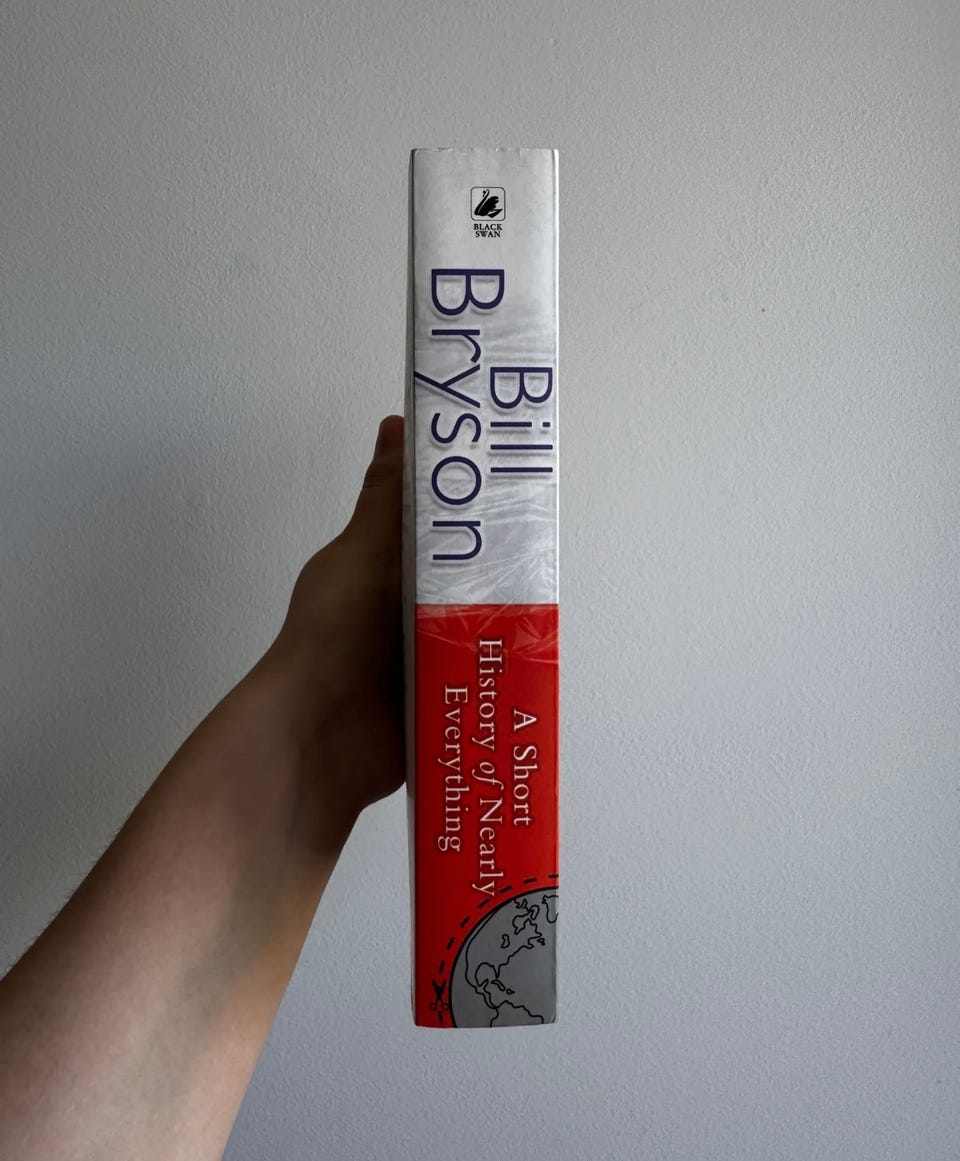 BLACK
SWAN
Bill
Bryson
A Short
History of Nearly
Everything